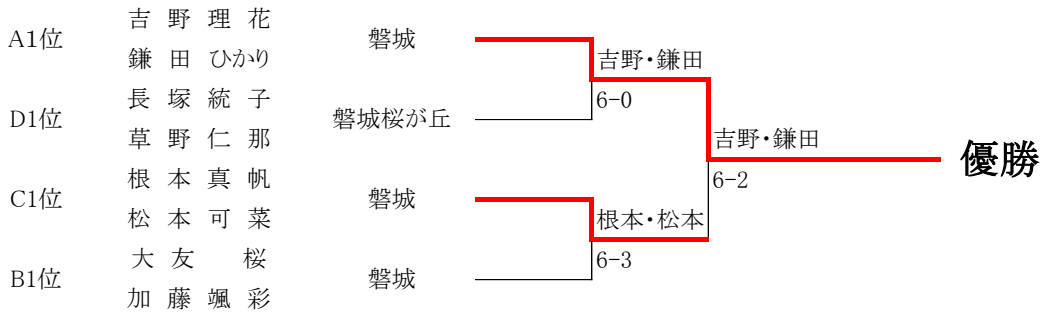 吉野理花
A1位 磐城
鎌田ひかり
吉野・鎌田
長塚統子
6-0
D1位 磐城桜が丘
草野仁那
吉野・鎌田
優勝
根本真帆
6-2
C1位 磐城
松本可菜
根本・松本
大友桜
6-3
B1位 磐城
加藤颯彩